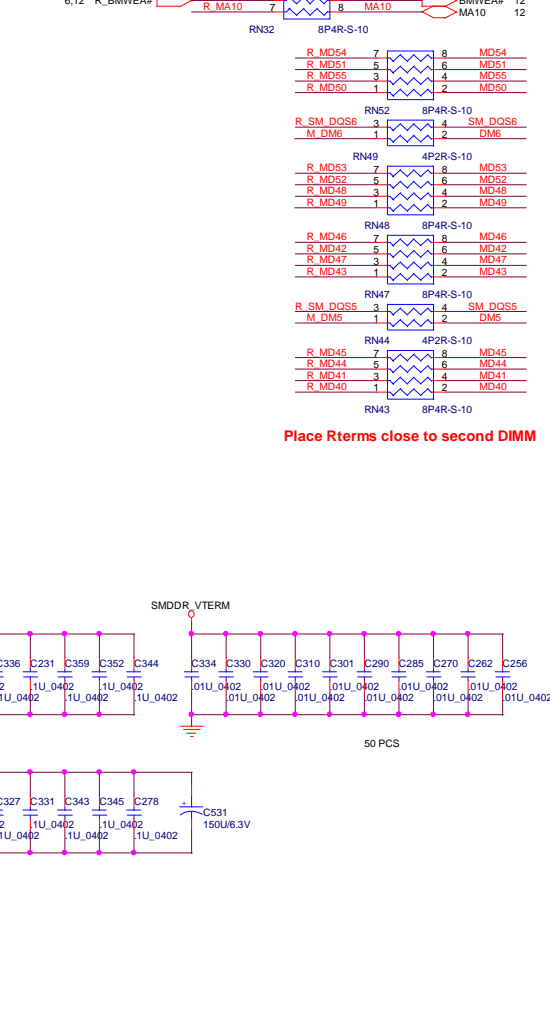 6,12 R_BMWEA# BMWEA# 12
R_MA10 7 8 MA10 MA10 12
RN32 8P4R-S-10
R_MD54 7 8 MD54
R_MD51 5 6 MD51
R_MD55 3 4 MD55
R_MD50 1 2 MD50
RN52 8P4R-S-10
R_SM_DQS6 3 4 SM_DQS6
M_DM6 1 2 DM6
RN49 4P2R-S-10
R_MD53 7 8 MD53
R_MD52 5 6 MD52
R_MD48 3 4 MD48
R_MD49 1 2 MD49
RN48 8P4R-S-10
R_MD46 7 8 MD46
R_MD42 5 6 MD42
R_MD47 3 4 MD47
R_MD43 1 2 MD43
RN47 8P4R-S-10
R_SM_DQS5 3 4 SM_DQS5
M_DM5 1 2 DM5
RN44 4P2R-S-10
R_MD45 7 8 MD45
R_MD44 5 6 MD44
R_MD41 3 4 MD41
R_MD40 1 2 MD40
RN43 8P4R-S-10
Place Rterms close to second DIMM
SMDDR_VTERM
C336 C231 C359 C352 C344 C334 C330 C320 C310 C301 C290 C285 C270 C262 C256
2 .1U_0402 .1U_0402 .01U_0402 .01U_0402 .01U_0402 .01U_0402 .01U_0402
1U_0402 .1U_0402 .1U_0402 .01U_0402 .01U_0402 .01U_0402 .01U_0402 .01U_0402
50 PCS
C327 C331 C343 C345 C278 + C531
2 .1U_0402 .1U_0402 150U/6.3V
1U_0402 .1U_0402 .1U_0402